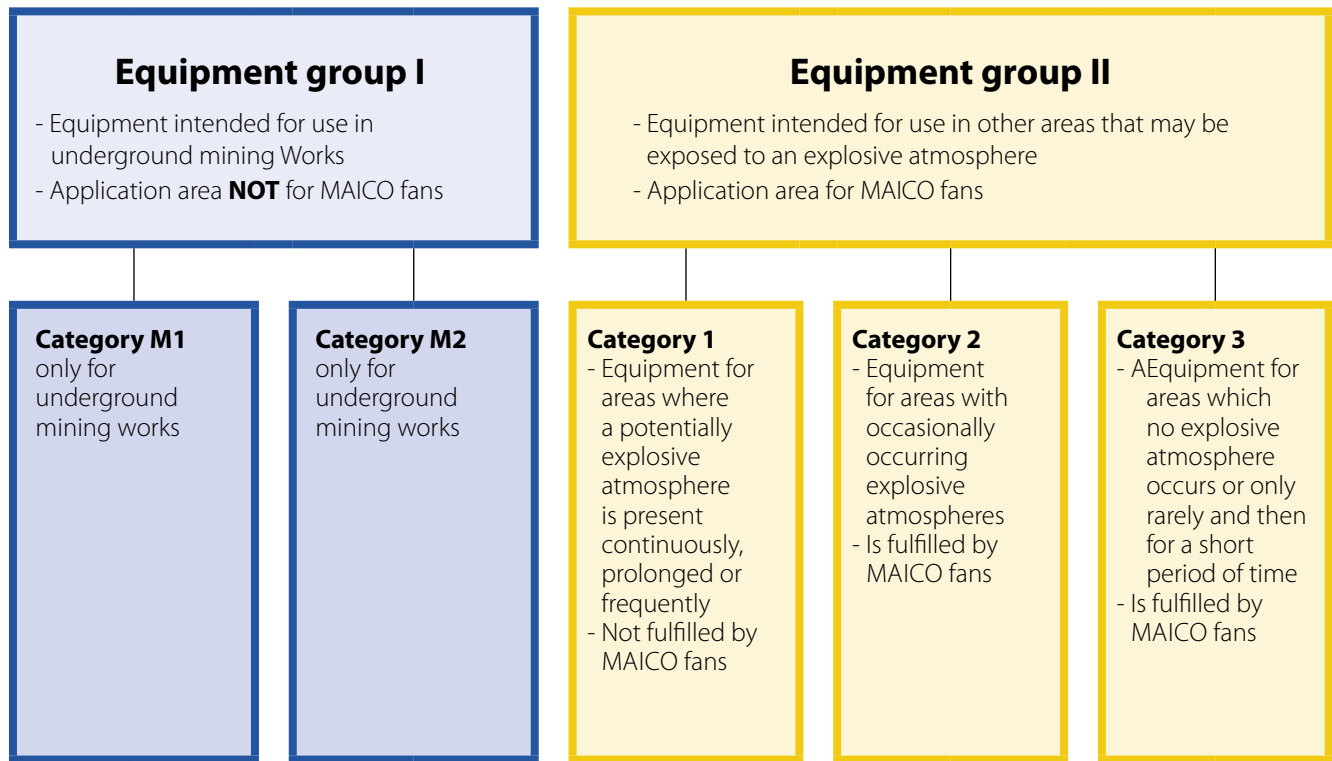 Equipment group I
- Equipment intended for use in
underground mining Works
- Application area NOT for MAICO fans
Equipment group II
- Equipment intended for use in other areas that may be
exposed to an explosive atmosphere
- Application area for MAICO fans
Category M1
only for
underground
mining works
Category M2
only for
underground
mining works
Category 1
- Equipment for
areas where
a potentially
explosive
atmosphere
is present
continuously,
prolonged or
frequently
- Not fulfilled by
MAICO fans
Category 2
- Equipment
for areas with
occasionally
occurring
explosive
atmospheres
- Is fulfilled by
MAICO fans
Category 3
- AEquipment for
areas which
no explosive
atmosphere
occurs or only
rarely and then
for a short
period of time
- Is fulfilled by
MAICO fans